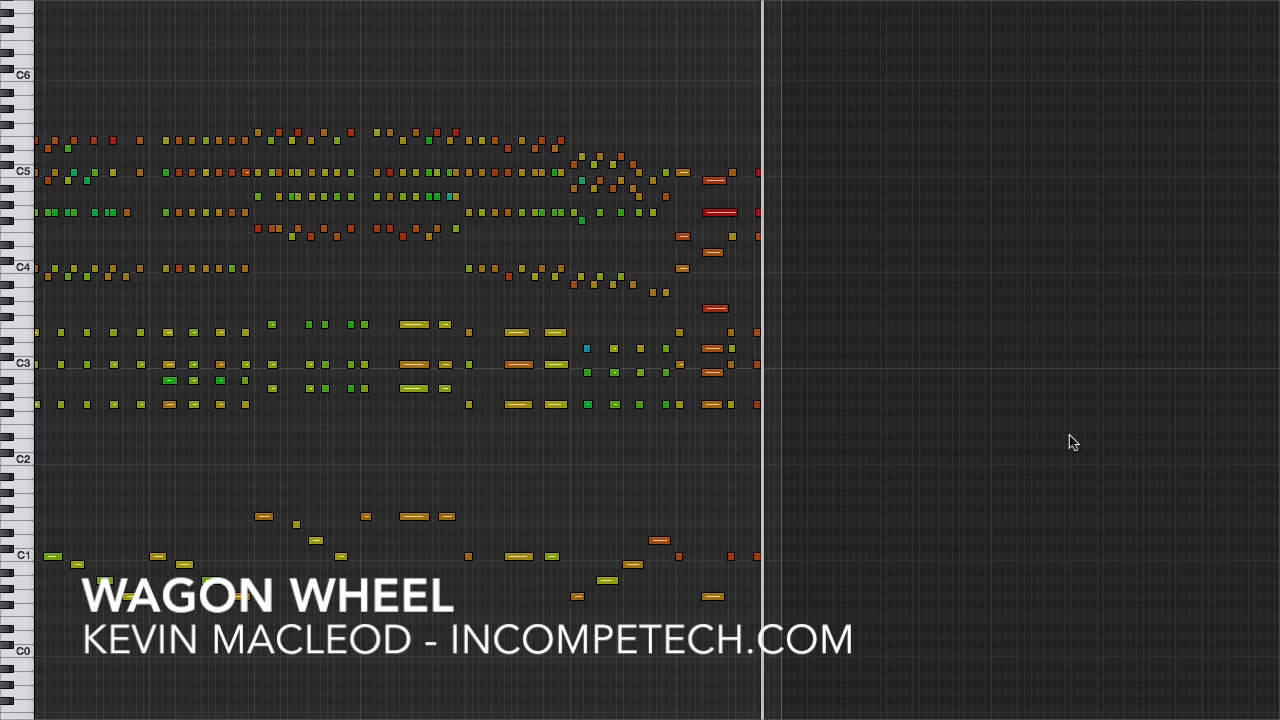 C6
C5
C4
C3
C2
C1
WAGON WHEEL
KEVIN MACLEOD - INCOMPETECH.COM
C0